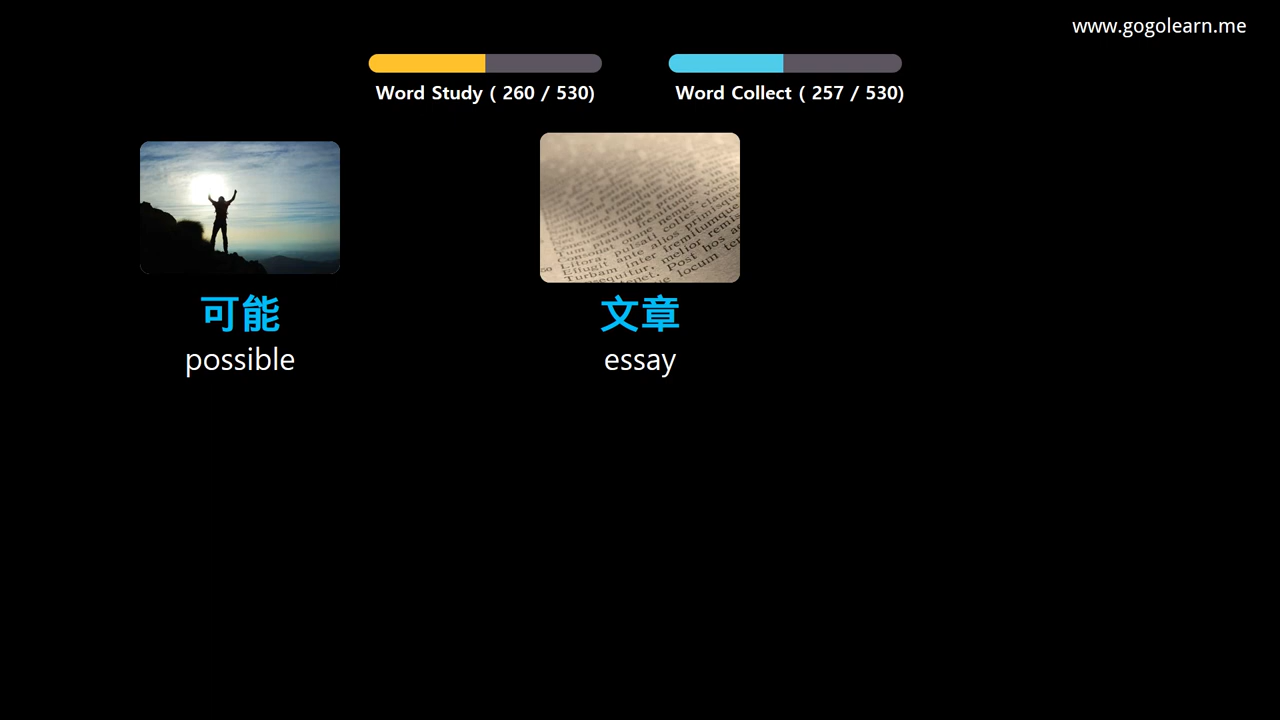 www.gogolearn.me
Word Study ( 260 / 530)
Word Collect ( 257 / 530)
可能
possible
文章
essay